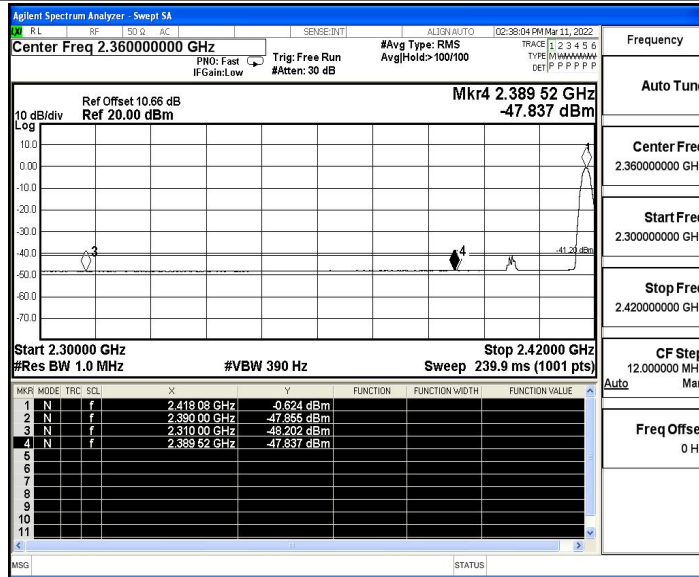 Agilent Spectrum Analyzer - Swept SA
RL RF 50 Ω AC SENSE:INT ALIGN AUTO 02:38:04 PM Mar 11, 2022
Center Freq 2.360000000 GHz
PNO: Fast
IFGain:Low
Trig: Free Run
#Atten: 30 dB
#Avg Type: RMS
Avg|Hold:> 100/100
TRACE 1 2 3 4 5 6
TYPE M
DET P P P P P P
Mkr4 2.389 52 GHz
-47.837 dBm
Ref Offset 10.66 dB
10 dB/div Ref 20.00 dBm
Log
10.0
0.00
-10.0
-20.0
-30.0
-40.0
-50.0
-60.0
-70.0
1
3
4
-41.20 dBm
Start 2.30000 GHz Stop 2.42000 GHz
#Res BW 1.0 MHz #VBW 390 Hz Sweep 239.9 ms (1001 pts)
MKR MODE TRC SCL X Y FUNCTION FUNCTION WIDTH FUNCTION VALUE
1 N f 2.418 08 GHz -0.624 dBm
2 N f 2.390 00 GHz -47.955 dBm
3 N f 2.310 00 GHz -48.202 dBm
4 N f 2.389 52 GHz -47.837 dBm
5
6
7
8
9
10
11
MSG STATUS
Frequency
Auto Tune
Center Freq
2.360000000 GH
Start Freq
2.300000000 GH
Stop Freq
2.420000000 GH
CF Step
12.000000 MH
Auto Man
Freq Offse
0 H